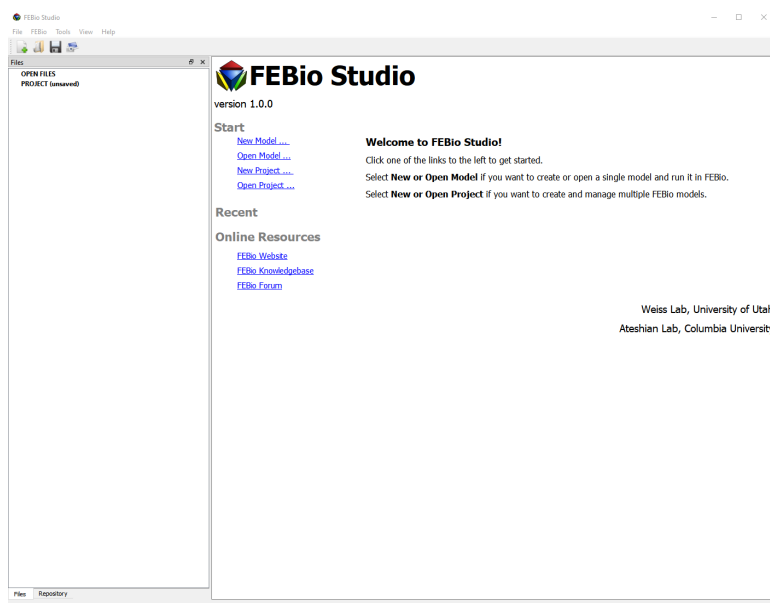 FEBio Studio
File FEBio Tools View Help
Files
OPEN FILES
PROJECT (unsaved)
FEBio Studio
version 1.0.0
Start
New Model ...
Open Model ...
New Project ...
Open Project ...
Welcome to FEBio Studio!
Click one of the links to the left to get started.
Select New or Open Model if you want to create or open a single model and run it in FEBio.
Select New or Open Project if you want to create and manage multiple FEBio models.
Recent
Online Resources
FEBio Website
FEBio Knowledgebase
FEBio Forum
Weiss Lab, University of Utah
Ateshian Lab, Columbia Universit
Files Repository